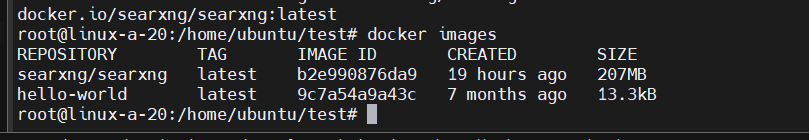 docker.io/searxng/searxng:latest
root@linux-a-20:/home/ubuntu/test# docker images
REPOSITORY TAG IMAGE ID CREATED SIZE
searxng/searxng latest b2e990876da9 19 hours ago 207MB
hello-world latest 9c7a54a9a43c 7 months ago 13.3kB
root@linux-a-20:/home/ubuntu/test#